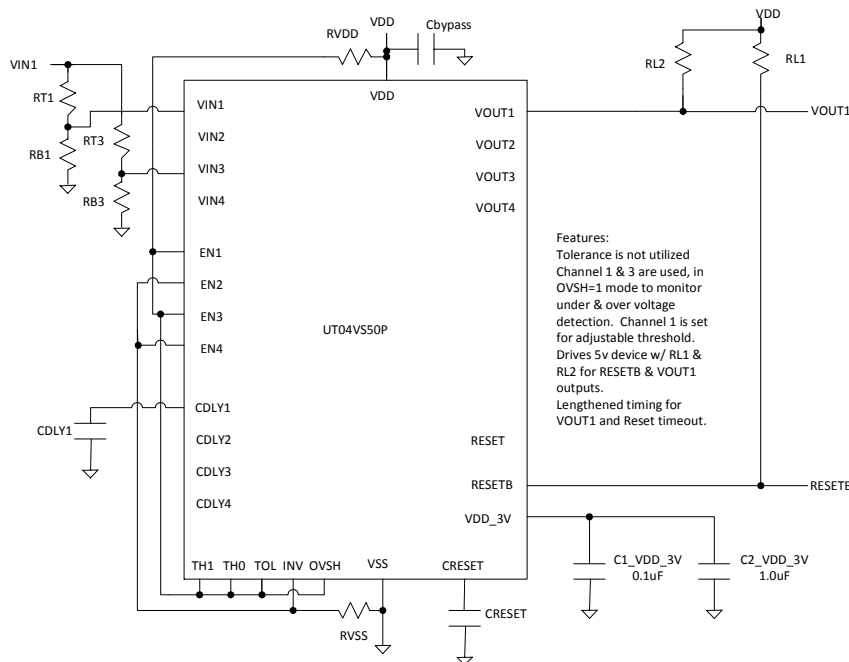 VDD
Cbypass
RVDD
VDD
RL2
RL1
VIN1
RT1
VDD
VIN1
VOUT1
VOUT1
RB1
RT3
VIN2
VOUT2
VIN3
VOUT3
RB3
VIN4
VOUT4
EN1
EN2
EN3
EN4
UT04VS50P
Features:
Tolerance is not utilized
Channel 1 & 3 are used, in
OVSH=1 mode to monitor
under & over voltage
detection.  Channel 1 is set
for adjustable threshold.
Drives 5v device w/ RL1 &
RL2 for RESETB & VOUT1
outputs.
Lengthened timing for
VOUT1 and Reset timeout.
CDLY1
CDLY1
CDLY2
CDLY3
CDLY4
RESET
RESETB
RESETB
VDD_3V
TH1
TH0
TOL
INV
OVSH
VSS
CRESET
C1_VDD_3V
0.1uF
C2_VDD_3V
1.0uF
RVSS
CRESET